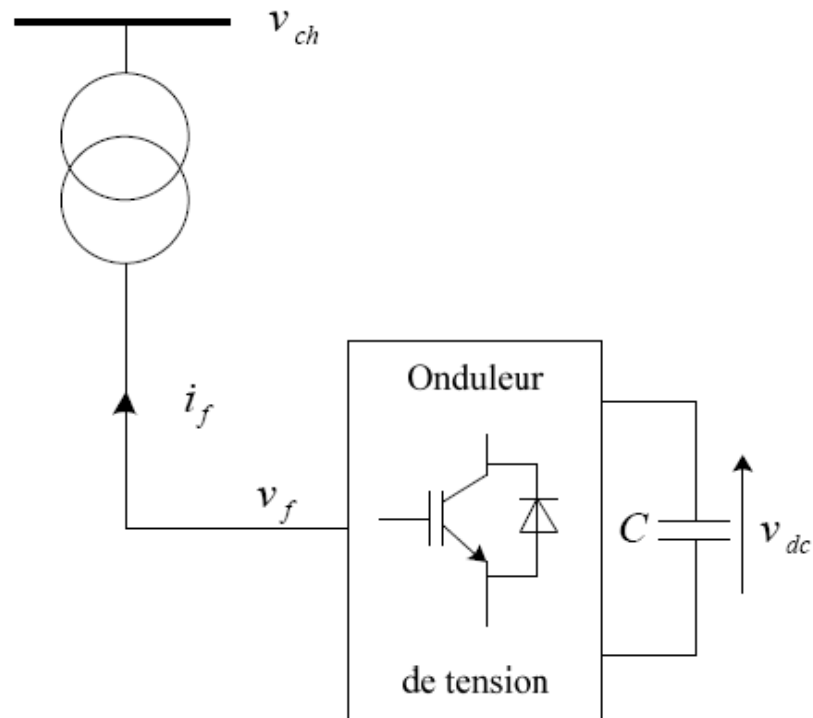 v_ch
Onduleur
i_f
v_f
C
v_dc
de tension